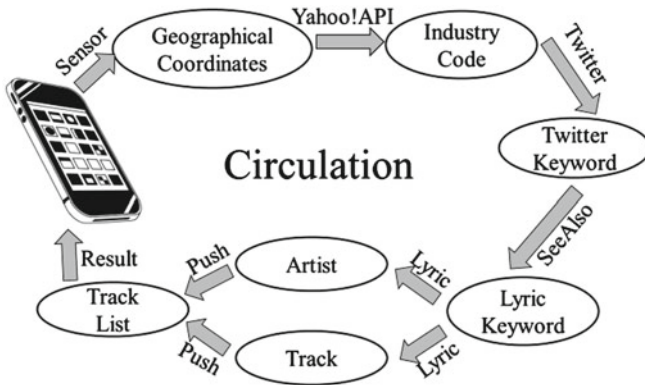 Sensor
Geographical
Coordinates
Yahoo!API
Industry
Code
Twitter
Twitter
Keyword
SeeAlso
Circulation
Lyric
Keyword
Lyric
Lyric
Artist
Track
Push
Push
Track
List
Result